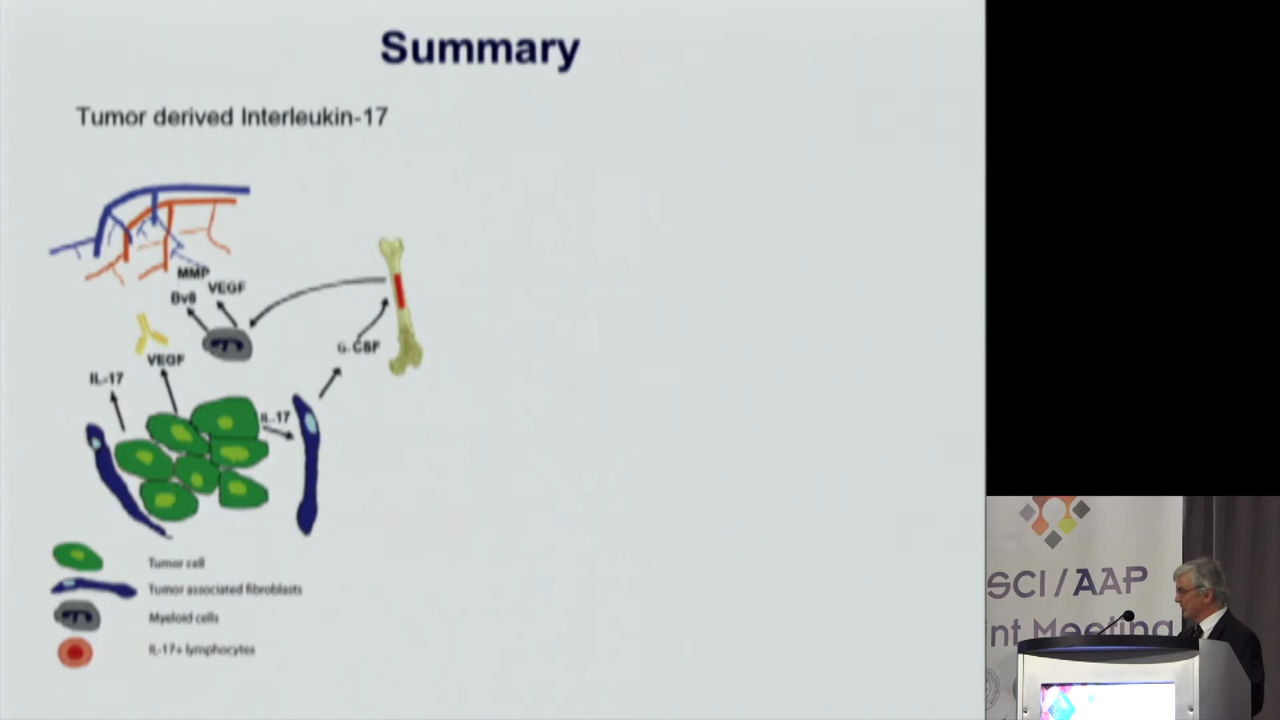 Summary
Tumor derived Interleukin-17
MMP
VEGF
Bv8
G-CSF
VEGF
IL-17
IL-17
Tumor cell
Tumor associated fibroblasts
Myeloid cells
IL-17+ lymphocytes
SCI/AAP
nt Meeting